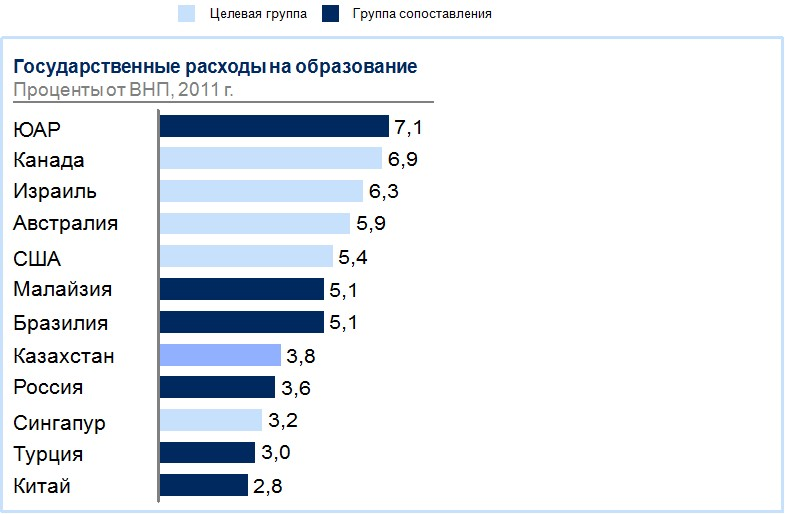 Целевая группа Группа сопоставления
Государственные расходы на образование
Проценты от ВНП, 2011 г.
ЮАР 7,1
Канада 6,9
Израиль 6,3
Австралия 5,9
США 5,4
Малайзия 5,1
Бразилия 5,1
Казахстан 3,8
Россия 3,6
Сингапур 3,2
Турция 3,0
Китай 2,8